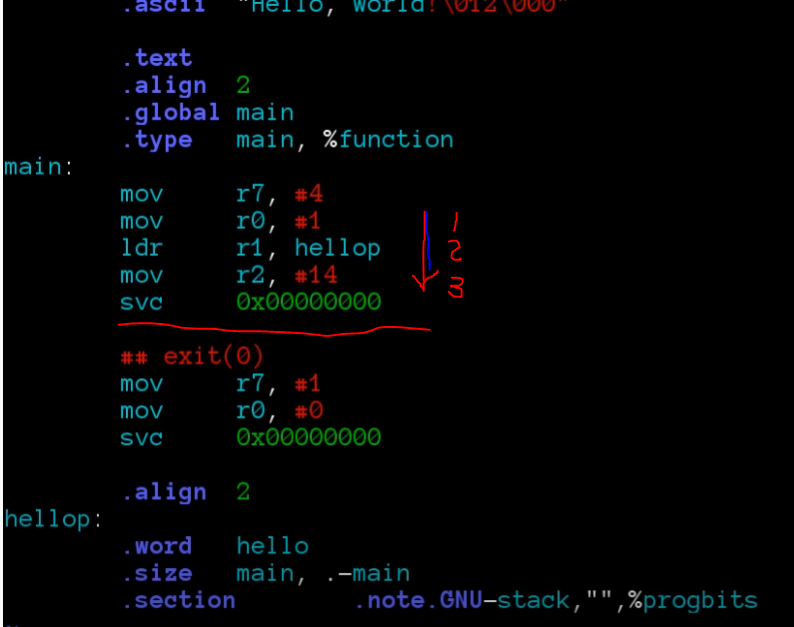 .ascii "Hello, world!\012\000"
.text
.align 2
.global main
.type main, %function
main:
mov r7, #4
mov r0, #1
1
ldr r1, hellop
2
mov r2, #14
3
svc 0x00000000
## exit(0)
mov r7, #1
mov r0, #0
svc 0x00000000
.align 2
hellop:
.word hello
.size main, .-main
.section .note.GNU-stack,"",%progbits